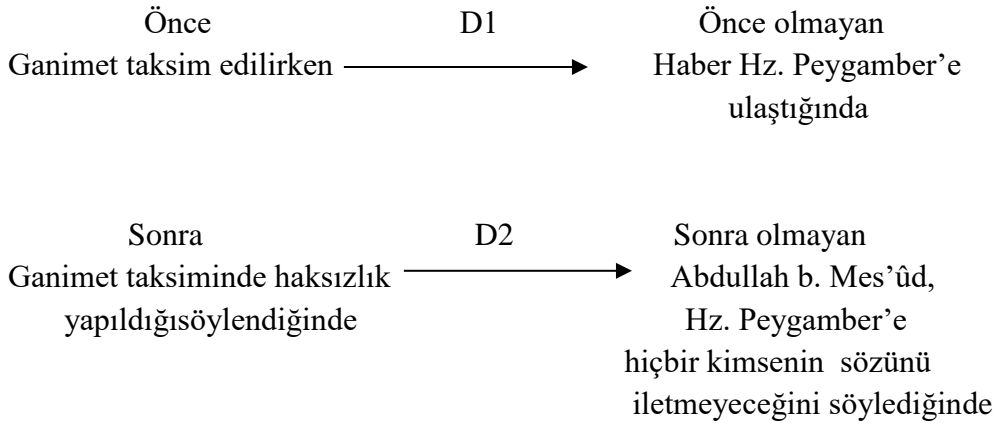 Önce D1 Önce olmayan
Ganimet taksim edilirken Haber Hz. Peygamber’e
ulaştığında
Sonra D2 Sonra olmayan
Ganimet taksiminde haksızlık Abdullah b. Mes’ûd,
yapıldığısöylendiğinde Hz. Peygamber’e
hiçbir kimsenin sözünü
iletmeyeceğini söylediğinde